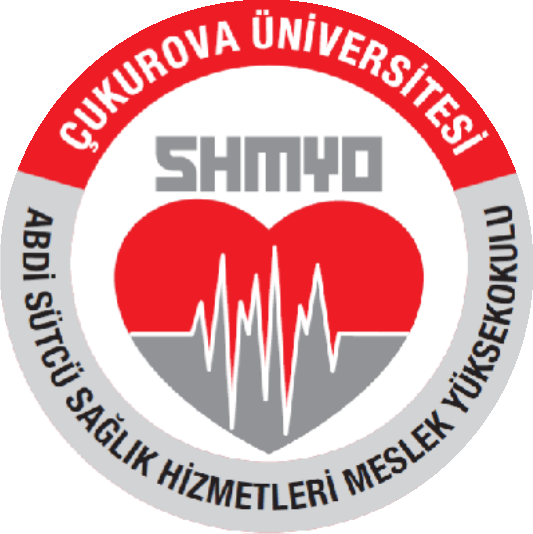 ÇUKUROVA ÜNİVERSİTESİ
SHMYO
ABDİ SÜTCÜ SAĞLIK HİZMETLERİ MESLEK YÜKSEKOKULU